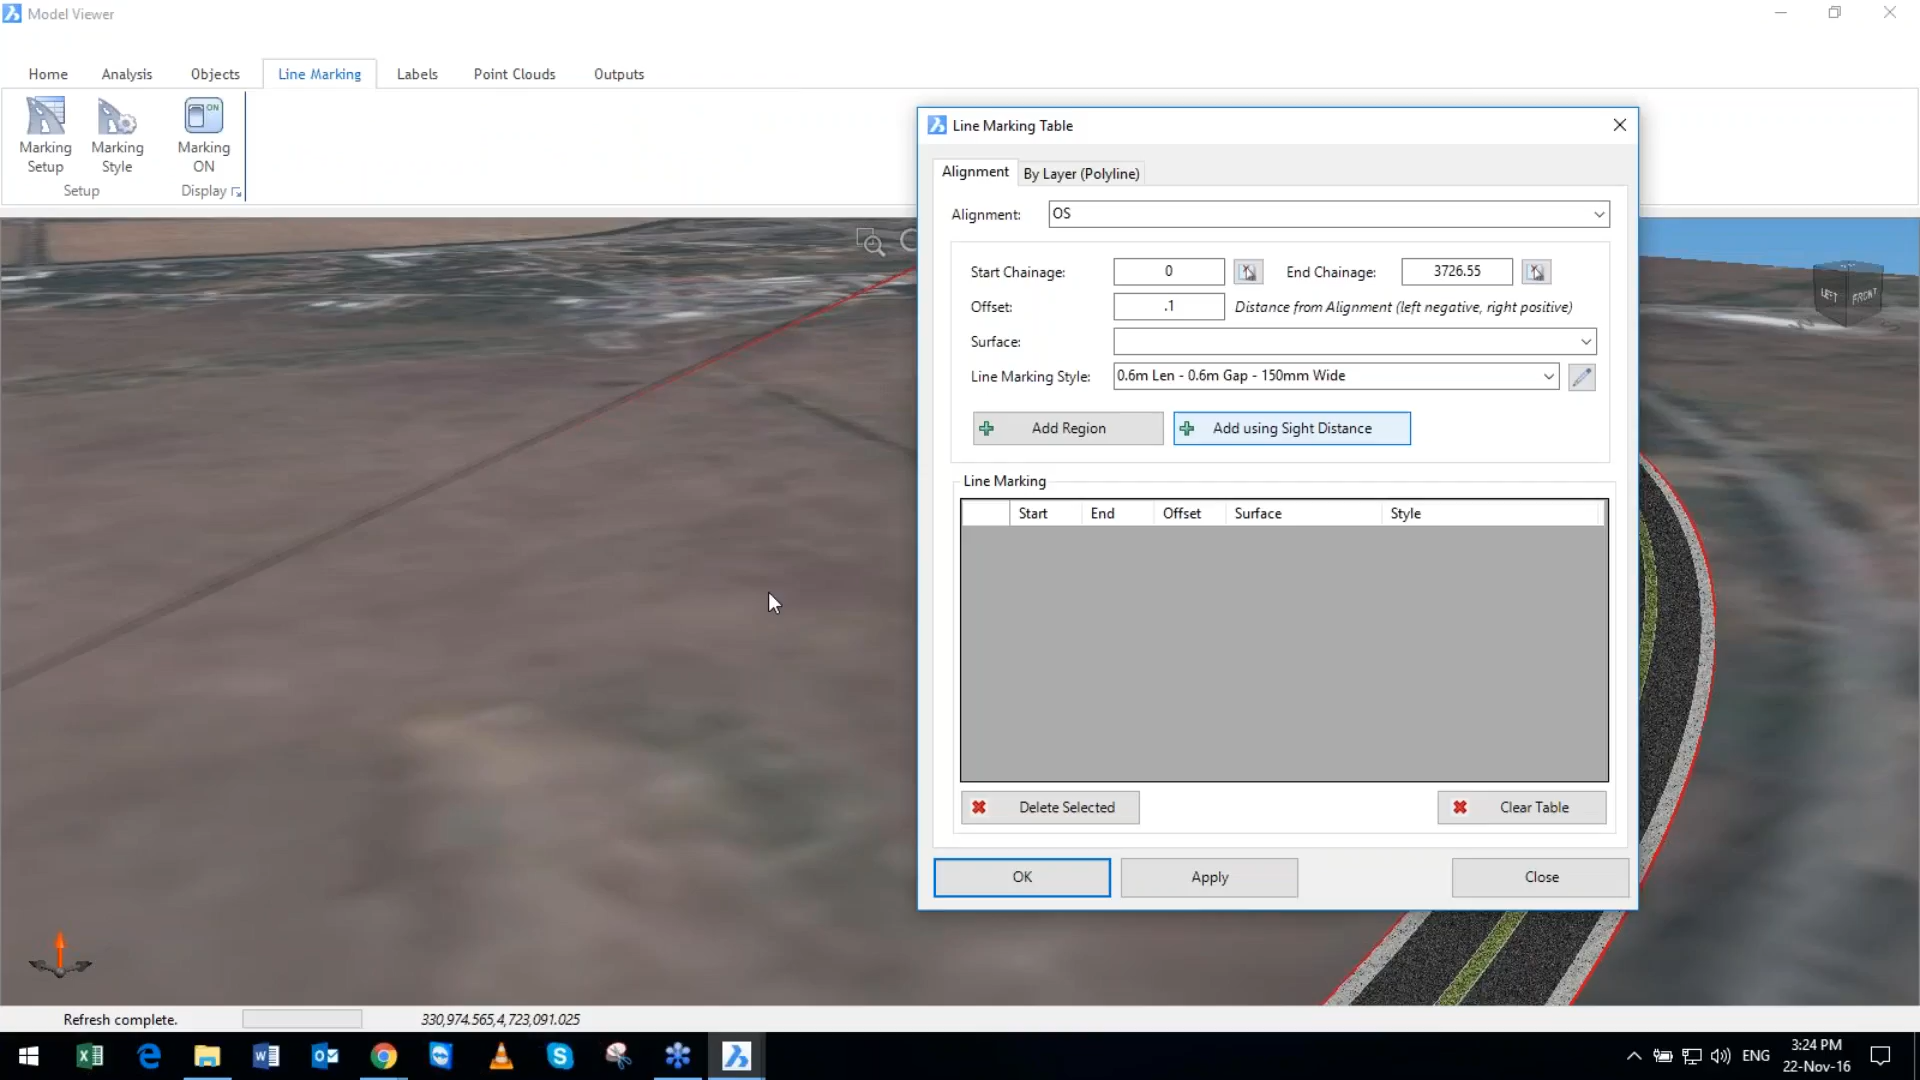 Model Viewer
Home Analysis Objects Line Marking Labels Point Clouds Outputs
Marking Setup
Marking Style
ON
Marking ON
Setup
Display
Line Marking Table
Alignment By Layer (Polyline)
Alignment: OS
Start Chainage: 0 End Chainage: 3726.55
Offset: .1 Distance from Alignment (left negative, right positive)
Surface:
Line Marking Style: 0.6m Len - 0.6m Gap - 150mm Wide
Add Region Add using Sight Distance
Line Marking
Start End Offset Surface Style
Delete Selected Clear Table
OK Apply Close
LEFT FRONT
W S
Refresh complete. 330,974.565,4,723,091.025
ENG
3:24 PM
22-Nov-16